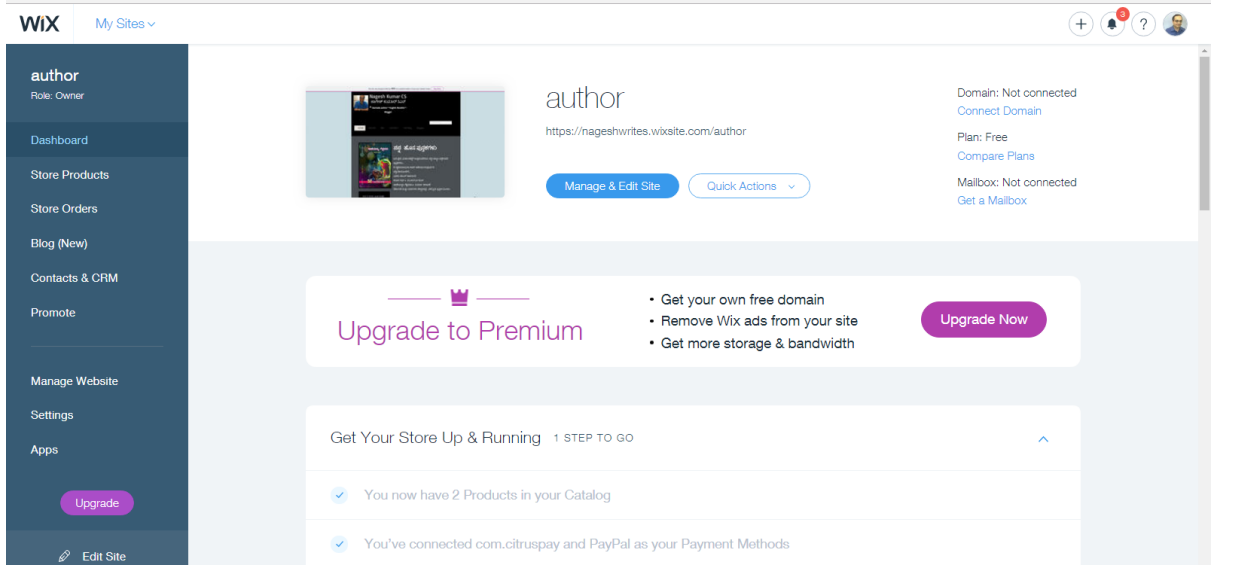 WiX
My Sites
3
?
author
Role: Owner
Dashboard
Store Products
Store Orders
Blog (New)
Contacts & CRM
Promote
Manage Website
Settings
Apps
Upgrade
Edit Site
Nagesh Kumar CS
author
https://nageshwrites.wixsite.com/author
Manage & Edit Site
Quick Actions
Domain: Not connected
Connect Domain
Plan: Free
Compare Plans
Mailbox: Not connected
Get a Mailbox
Upgrade to Premium
• Get your own free domain
• Remove Wix ads from your site
• Get more storage & bandwidth
Upgrade Now
Get Your Store Up & Running 1 STEP TO GO
You now have 2 Products in your Catalog
You've connected com.citruspay and PayPal as your Payment Methods